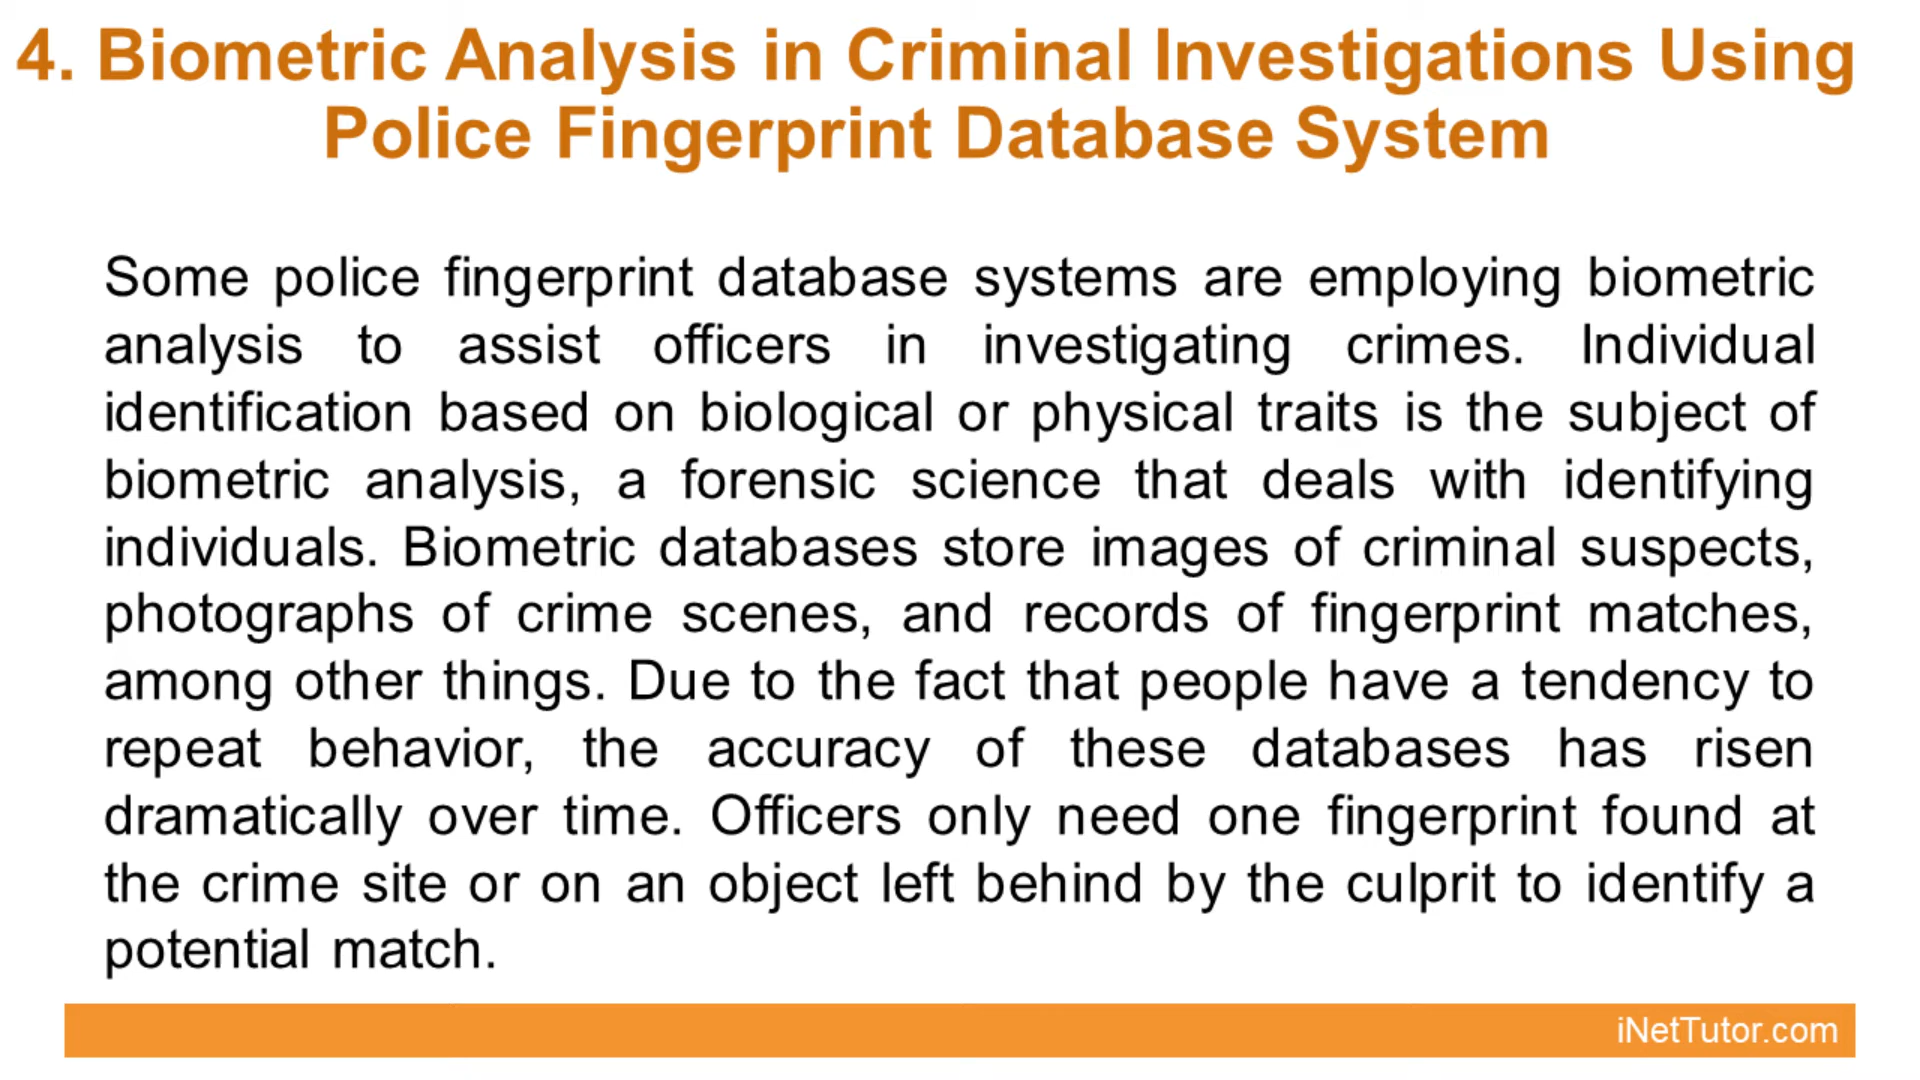 4. Biometric Analysis in Criminal Investigations Using
Police Fingerprint Database System
Some police fingerprint database systems are employing biometric
analysis to assist officers in investigating crimes. Individual
identification based on biological or physical traits is the subject of
biometric analysis, a forensic science that deals with identifying
individuals. Biometric databases store images of criminal suspects,
photographs of crime scenes, and records of fingerprint matches,
among other things. Due to the fact that people have a tendency to
repeat behavior, the accuracy of these databases has risen
dramatically over time. Officers only need one fingerprint found at
the crime site or on an object left behind by the culprit to identify a
potential match.
iNetTutor.com